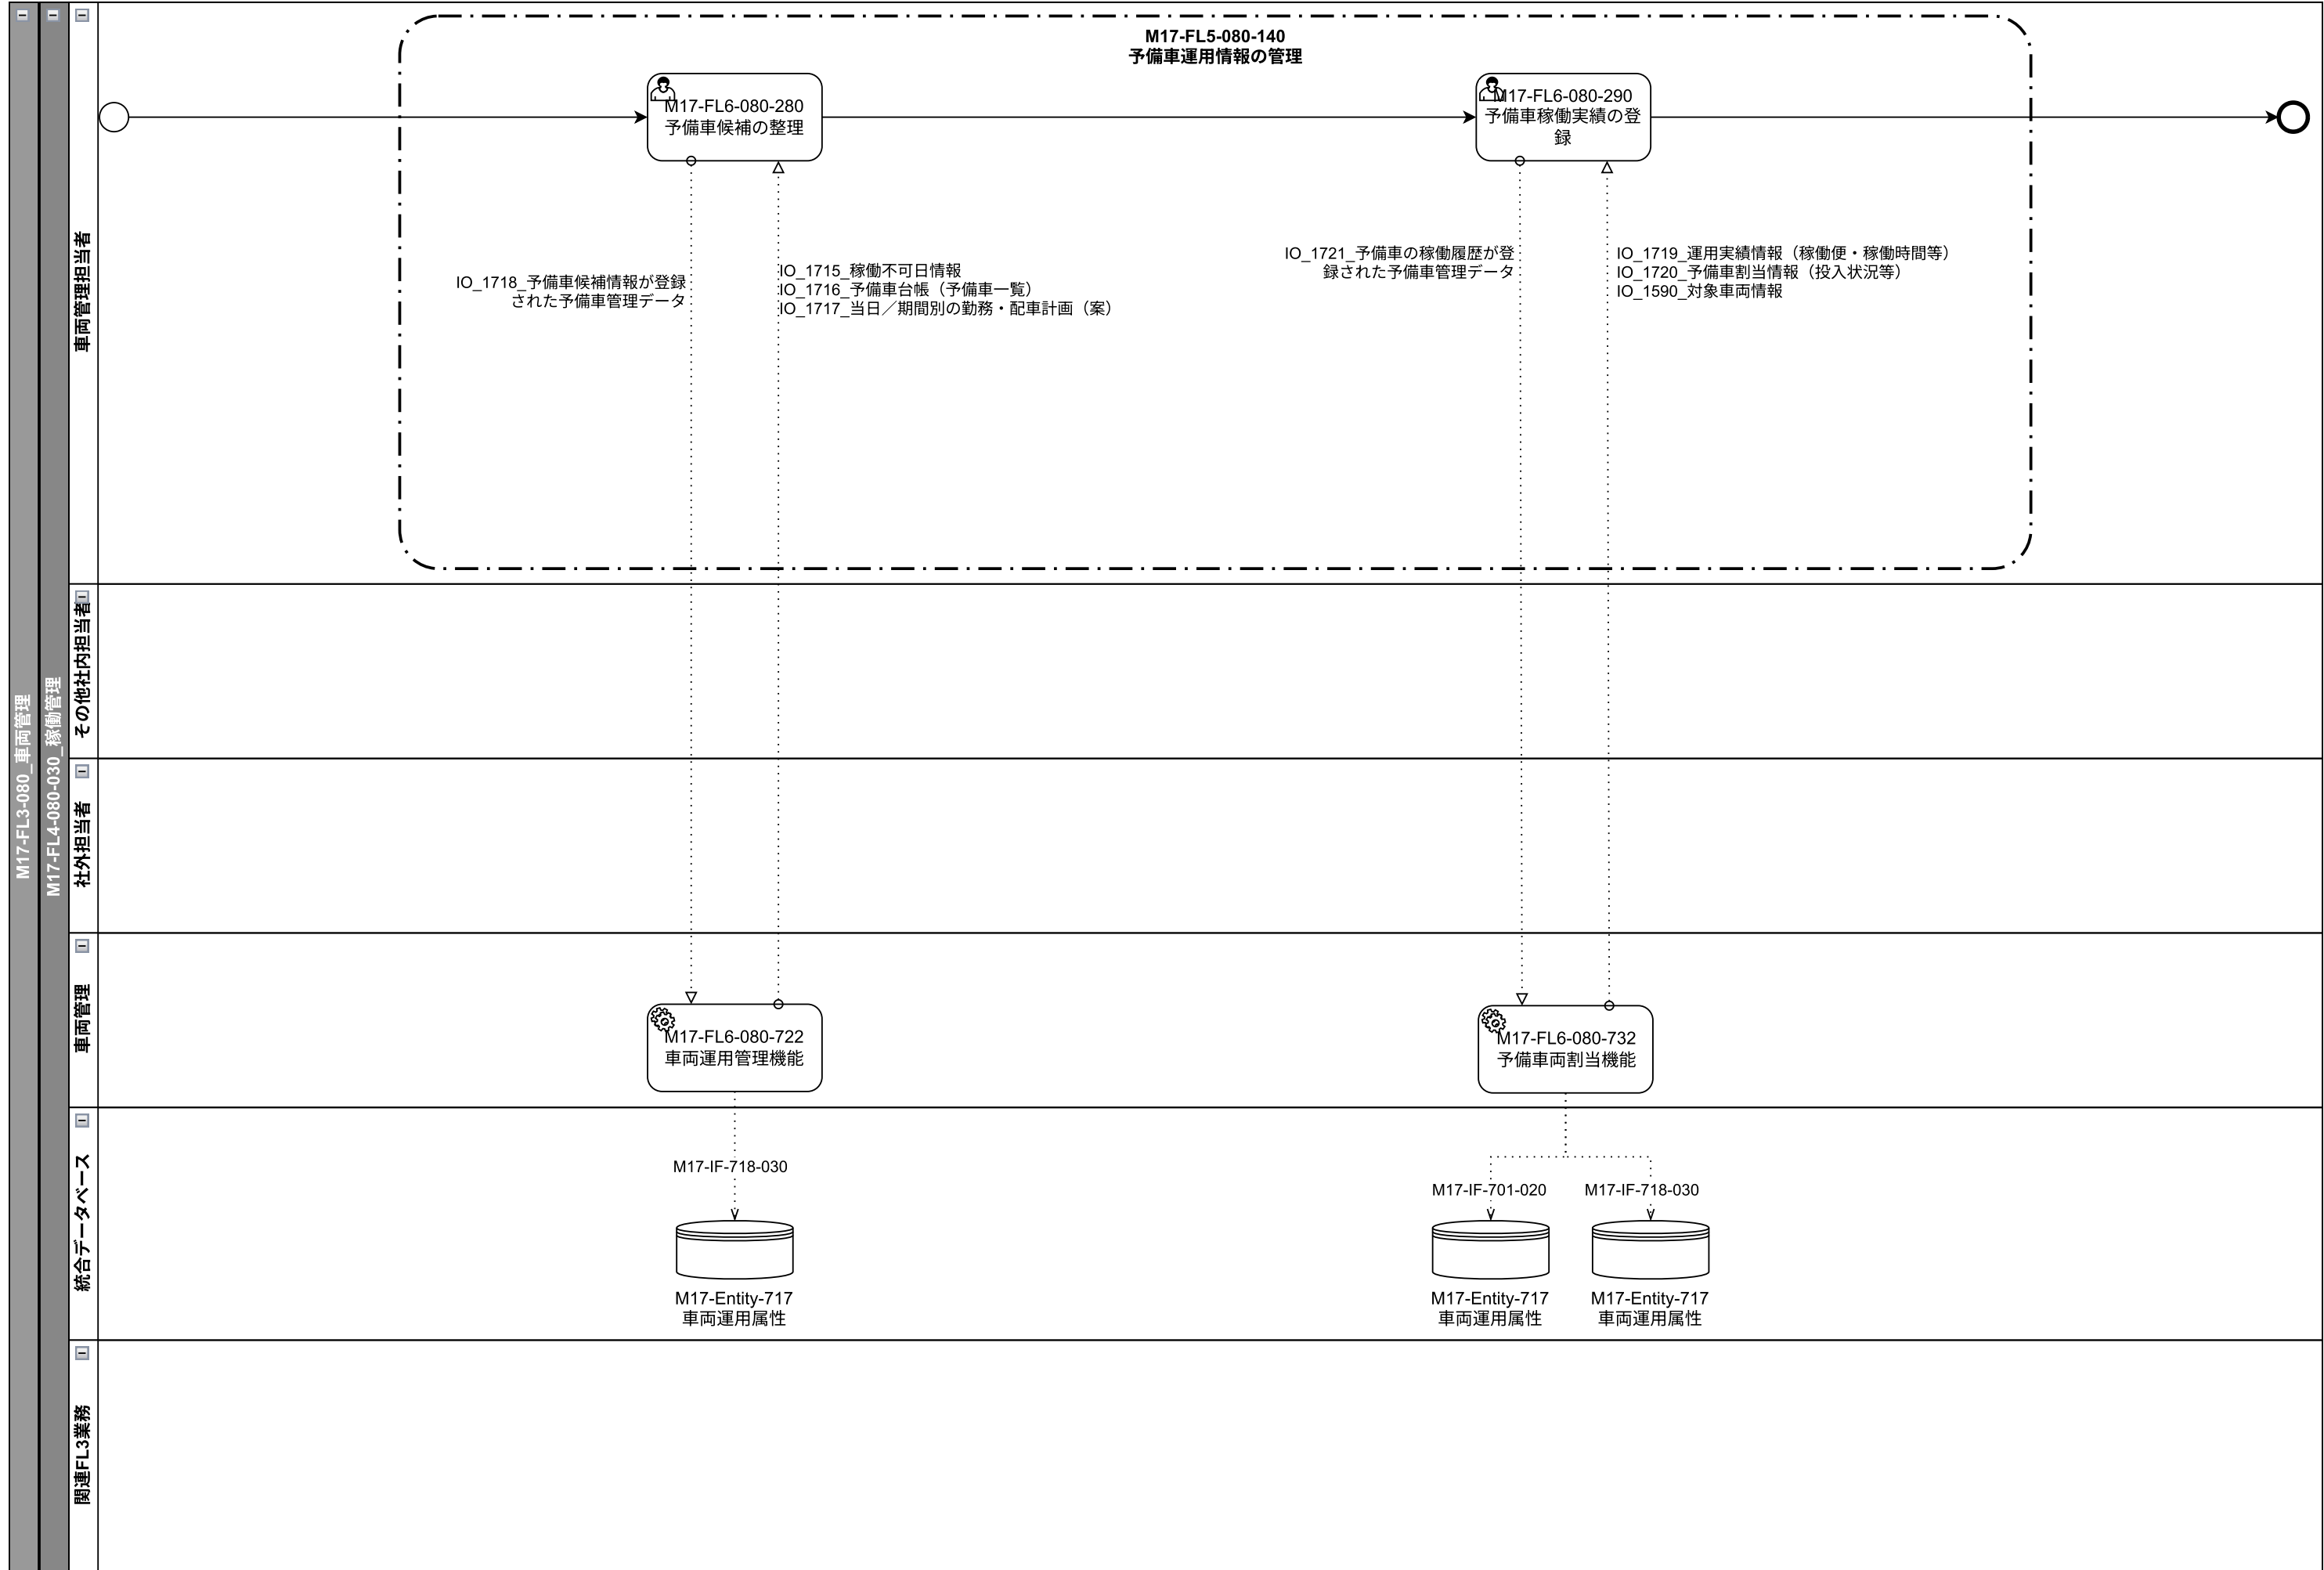 M17-FL3-080_車両管理
M17-FL4-080-030_稼働管理
車両管理担当者
M17-FL5-080-140
予備車運用情報の管理
M17-FL6-080-280
予備車候補の整理
M17-FL6-080-290
予備車稼働実績の登
録
IO_1718_予備車候補情報が登録
された予備車管理データ
IO_1715_稼働不可日情報
IO_1716_予備車台帳（予備車一覧）
IO_1717_当日／期間別の勤務・配車計画（案）
IO_1721_予備車の稼働履歴が登
録された予備車管理データ
IO_1719_運用実績情報（稼働便・稼働時間等）
IO_1720_予備車割当情報（投入状況等）
IO_1590_対象車両情報
その他社内担当者
社外担当者
車両管理
M17-FL6-080-722
車両運用管理機能
M17-FL6-080-732
予備車両割当機能
統合データベース
M17-IF-718-030
M17-IF-701-020
M17-IF-718-030
M17-Entity-717
車両運用属性
M17-Entity-717
車両運用属性
M17-Entity-717
車両運用属性
関連FL3業務